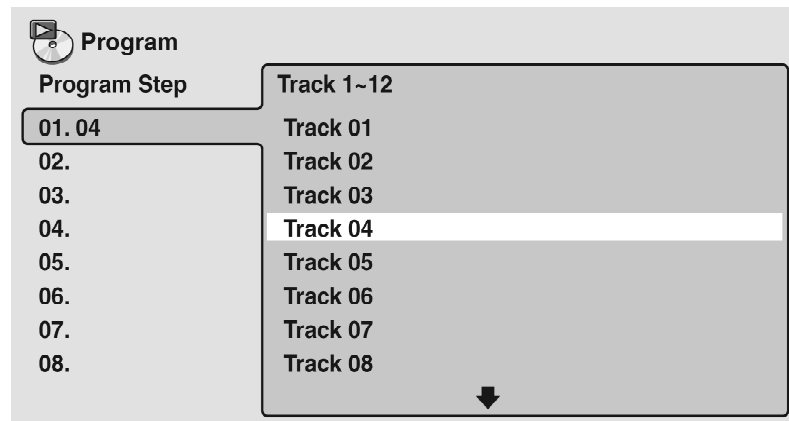 Program
Program Step
01. 04
02.
03.
04.
05.
06.
07.
08.
Track 1~12
Track 01
Track 02
Track 03
Track 04
Track 05
Track 06
Track 07
Track 08